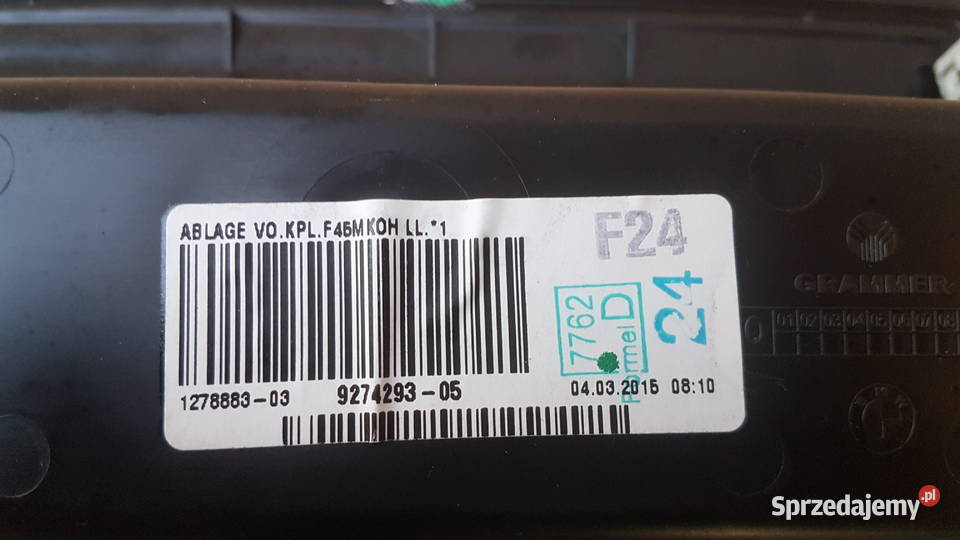 ABLAGE VO.KPL.F45MKOH LL.*1
F24
24
7762
Formel D
1278883-03
9274293-05
04.03.2015 08:10
GRAMMER
01 02 03 04 05 06 07 08
Sprzedajemy.pl